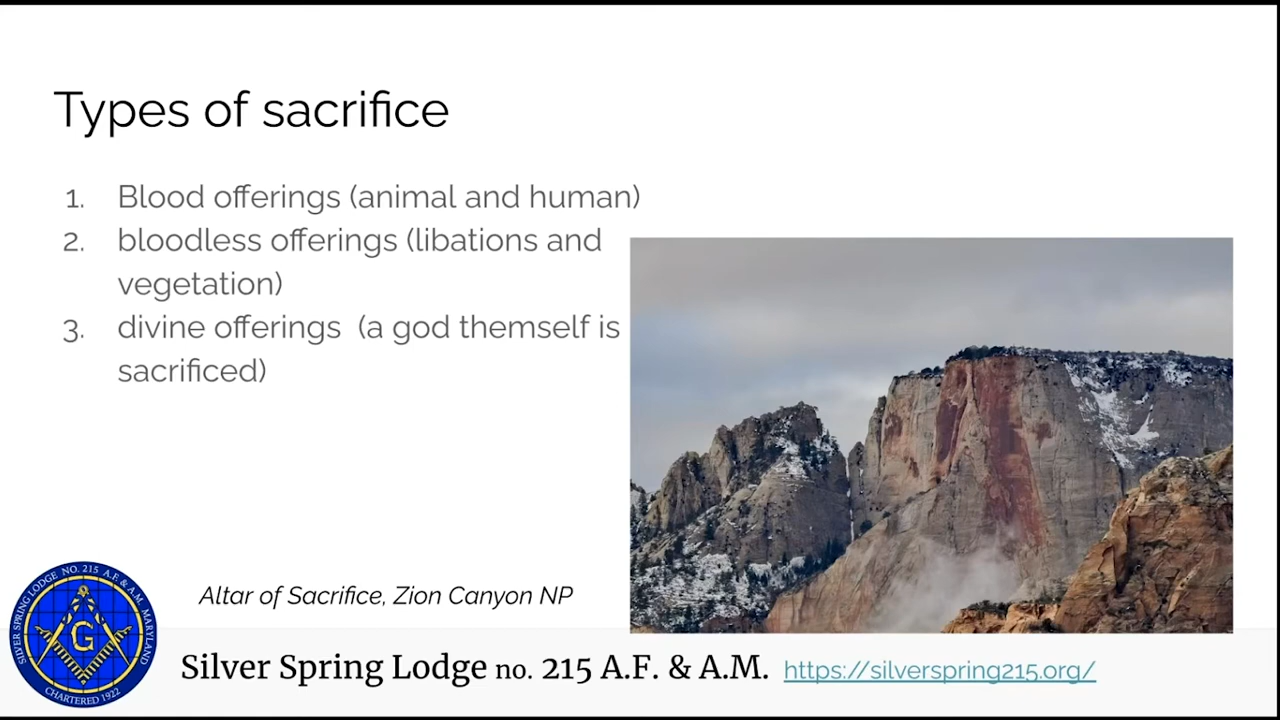 Types of sacrifice
1. Blood offerings (animal and human)
2. bloodless offerings (libations and
vegetation)
3. divine offerings (a god themself is
sacrificed)
Altar of Sacrifice, Zion Canyon NP
SILVER SPRING LODGE NO. 215 A.F. & A.M. MARYLAND
G
CHARTERED 1922
Silver Spring Lodge no. 215 A.F. & A.M. https://silverspring215.org/